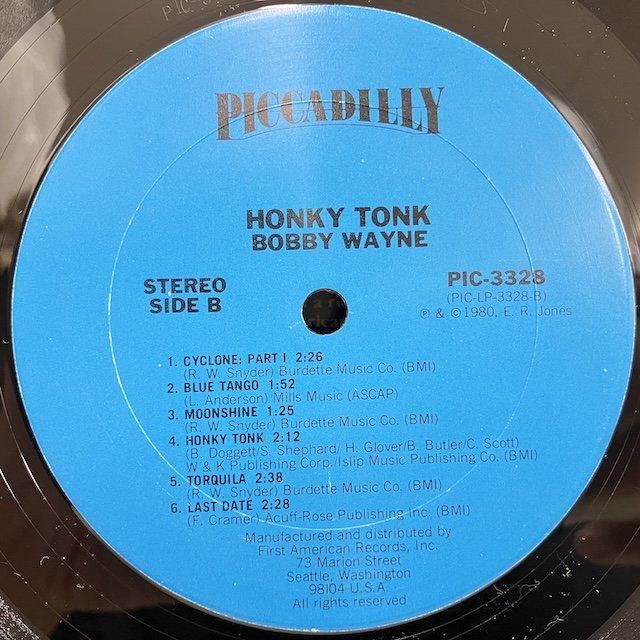 PICCADILLY
HONKY TONK
BOBBY WAYNE
STEREO
SIDE B
PIC-3328
(PIC-LP-3328-B)
℗ & ©1980, E. R. Jones
1. CYCLONE: PART I 2:26
(R. W. Snyder) Burdette Music Co. (BMI)
2. BLUE TANGO 1:52
(L. Anderson) Mills Music (ASCAP)
3. MOONSHINE 1:25
(R. W. Snyder) Burdette Music Co. (BMI)
4. HONKY TONK 2:12
(B. Doggett/S. Shephard/ H. Glover/B. Butler/C. Scott)
W & K Publishing Corp./Islip Music Publishing Co. (BMI)
5. TORQUILA 2:38
(R. W. Snyder) Burdette Music Co. (BMI)
6. LAST DATE 2:28
(F. Cramer) Acuff-Rose Publishing Inc. (BMI)
Manufactured and distributed by
First American Records, Inc.
73 Marion Street
Seattle, Washington
98104 U.S.A.
All rights reserved